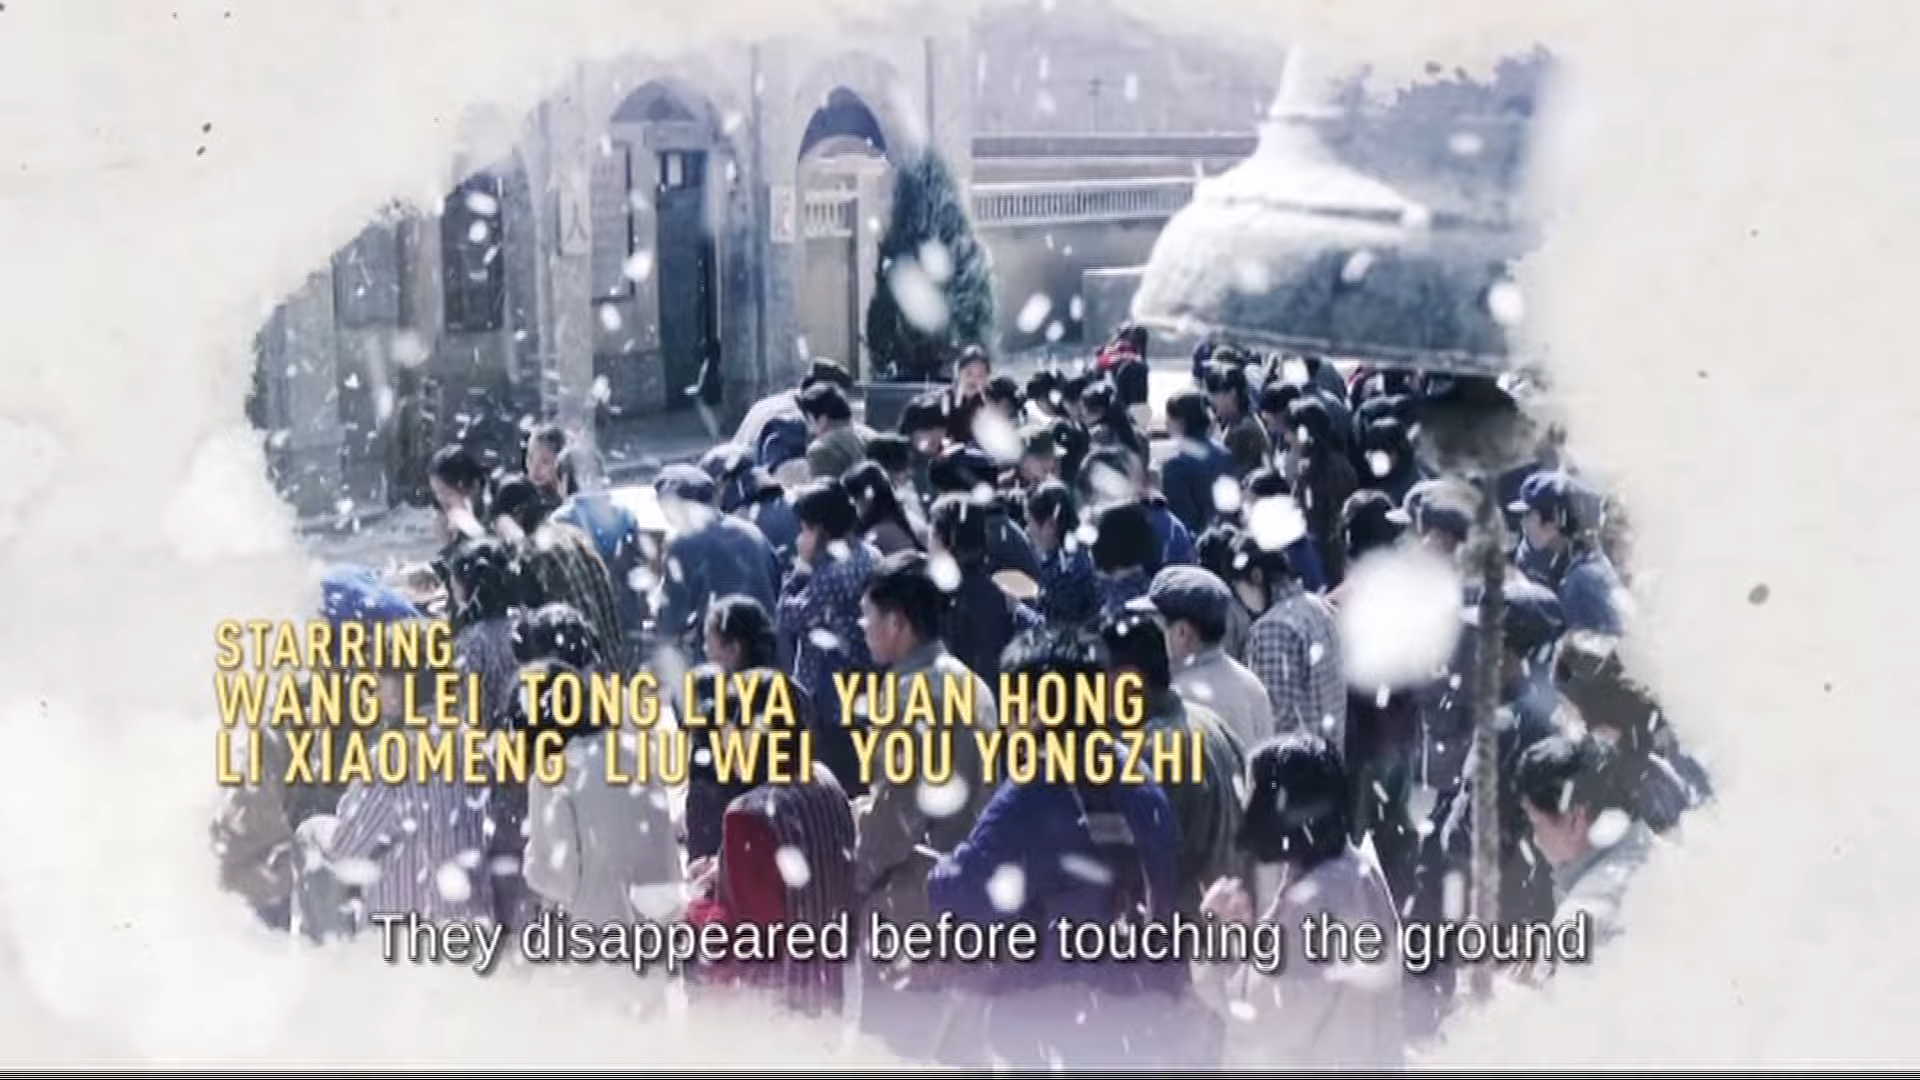 人
STARRING
WANG LEI TONG LIYA YUAN HONG
LI XIAOMENG LIU WEI YOU YONGZHI
They disappeared before touching the ground